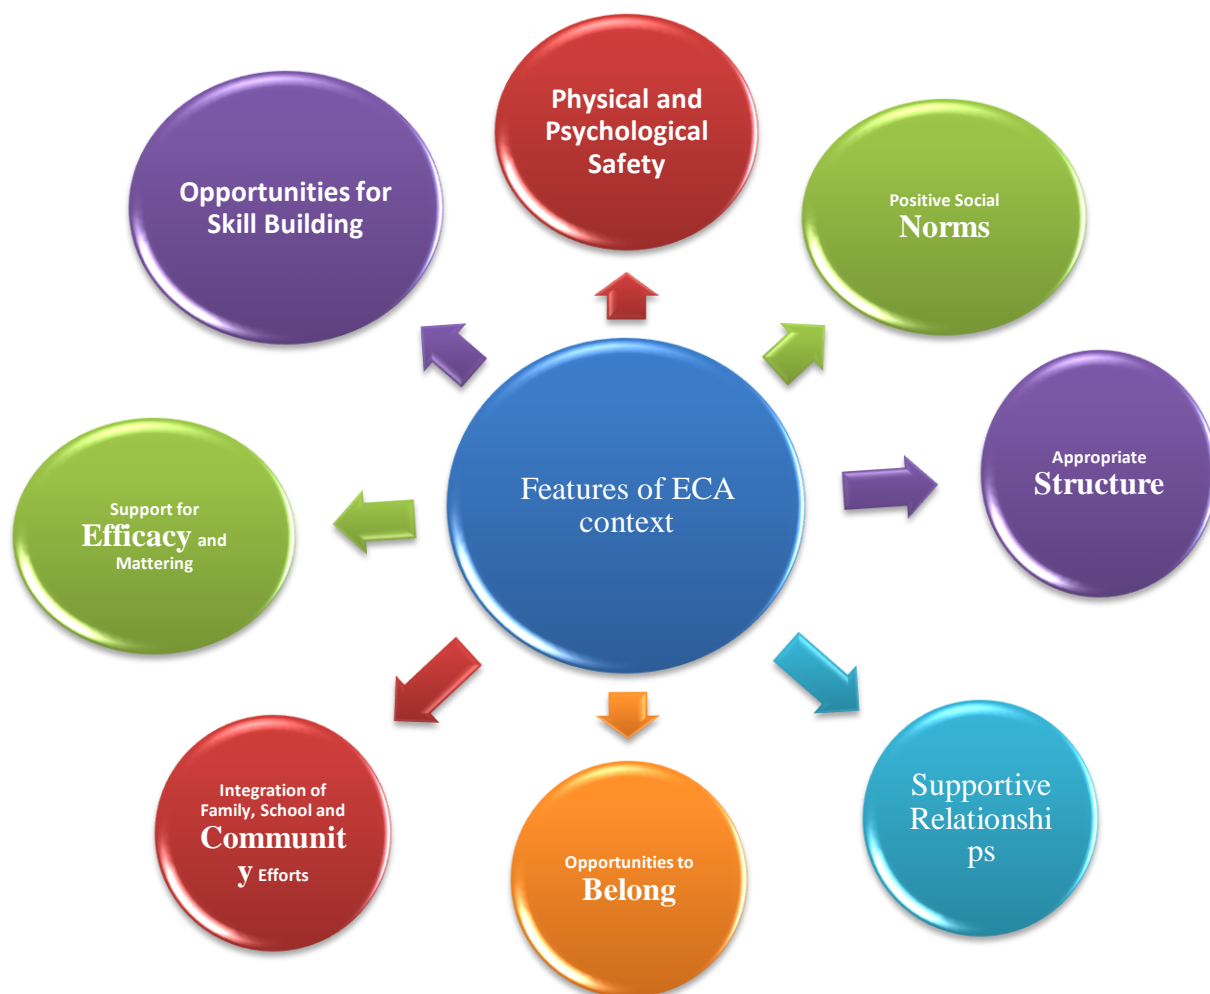 Physical and
Psychological
Safety
Opportunities for
Skill Building
Positive Social
Norms
Features of ECA
context
Appropriate
Structure
Support for
Efficacy and
Mattering
Supportive
Relationshi
ps
Integration of
Family, School and
Communit
y Efforts
Opportunities to
Belong